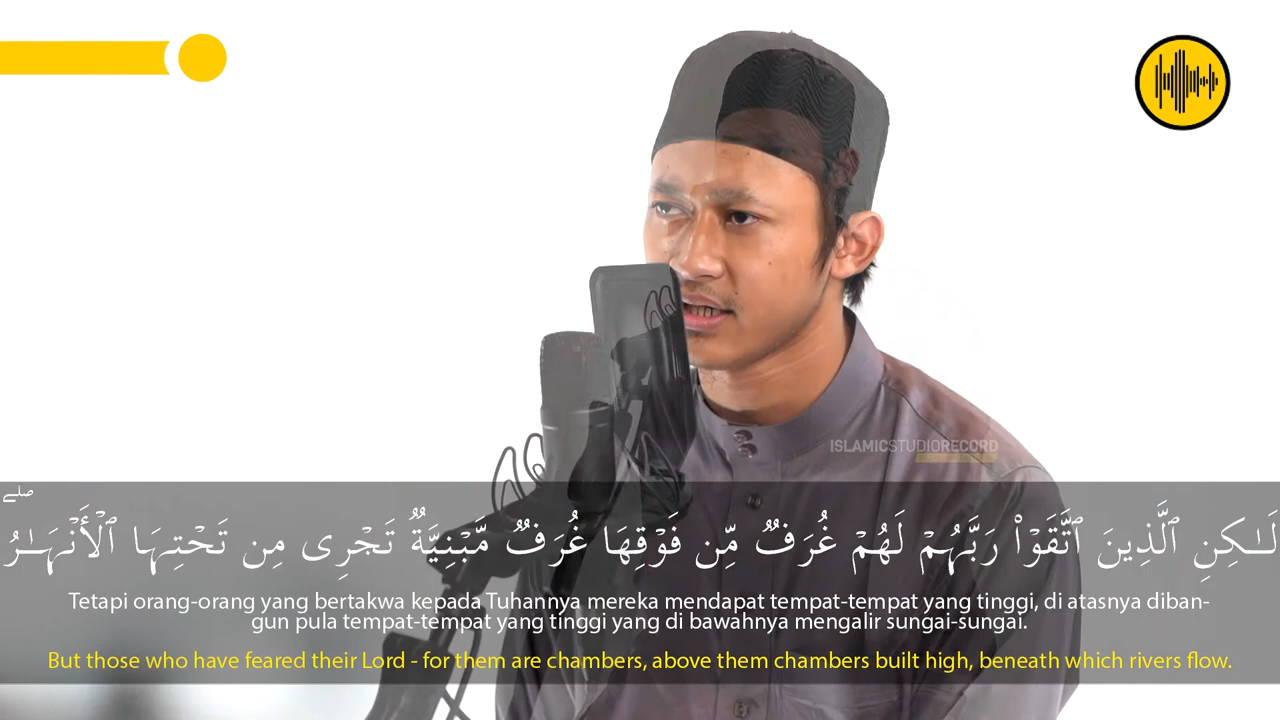 ISLAMICSTUDIORECORD
لَـٰكِنِ ٱلَّذِينَ ٱتَّقَوْا۟ رَبَّهُمْ لَهُمْ غُرَفٌ مِّن فَوْقِهَا غُرَفٌ مَّبْنِيَّةٌ تَجْرِى مِن تَحْتِهَا ٱلْأَنْهَـٰرُ ۖ
Tetapi orang-orang yang bertakwa kepada Tuhannya mereka mendapat tempat-tempat yang tinggi, di atasnya diban-
gun pula tempat-tempat yang tinggi yang di bawahnya mengalir sungai-sungai.
But those who have feared their Lord - for them are chambers, above them chambers built high, beneath which rivers flow.